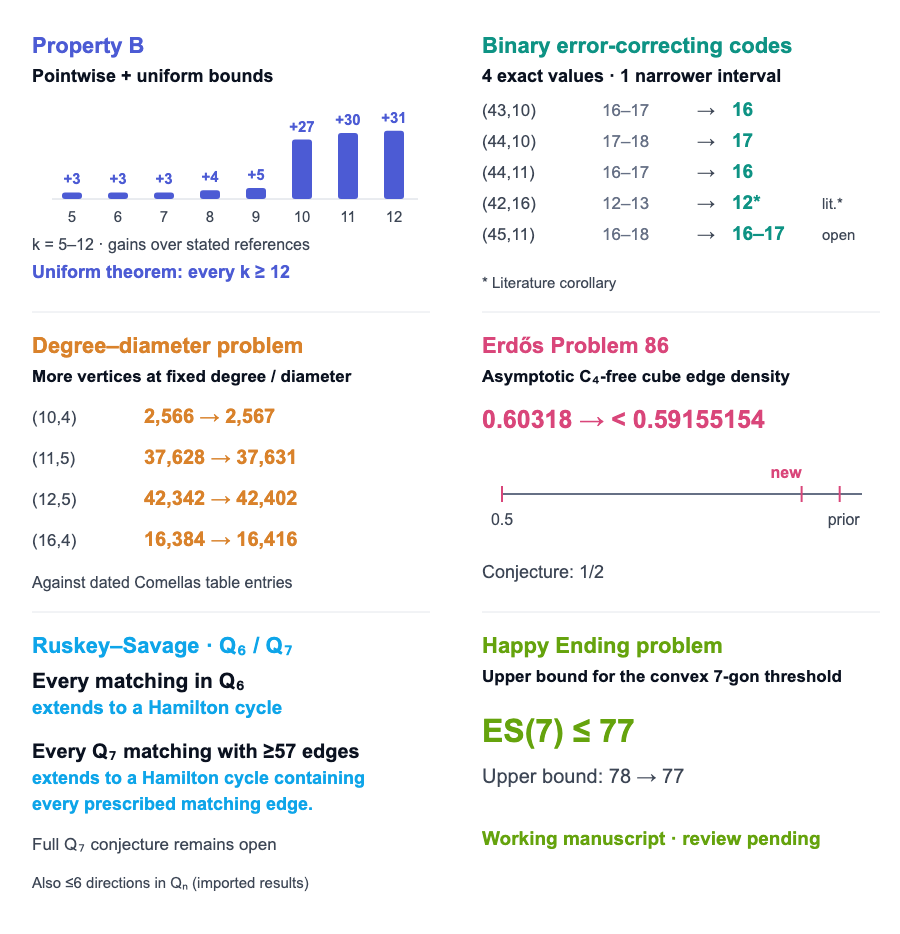 Property B
Pointwise + uniform bounds
+3 +3 +3 +4 +5 +27 +30 +31
5 6 7 8 9 10 11 12
k = 5–12 · gains over stated references
Uniform theorem: every k ≥ 12
Binary error-correcting codes
4 exact values · 1 narrower interval
(43,10) 16–17 → 16
(44,10) 17–18 → 17
(44,11) 16–17 → 16
(42,16) 12–13 → 12* lit.*
(45,11) 16–18 → 16–17 open
* Literature corollary
Degree–diameter problem
More vertices at fixed degree / diameter
(10,4) 2,566 → 2,567
(11,5) 37,628 → 37,631
(12,5) 42,342 → 42,402
(16,4) 16,384 → 16,416
Against dated Comellas table entries
Erdős Problem 86
Asymptotic C₄-free cube edge density
0.60318 → < 0.59155154
new
0.5 prior
Conjecture: 1/2
Ruskey–Savage · Q₆ / Q₇
Every matching in Q₆
extends to a Hamilton cycle
Every Q₇ matching with ≥57 edges
extends to a Hamilton cycle containing
every prescribed matching edge.
Full Q₇ conjecture remains open
Also ≤6 directions in Qₙ (imported results)
Happy Ending problem
Upper bound for the convex 7-gon threshold
ES(7) ≤ 77
Upper bound: 78 → 77
Working manuscript · review pending